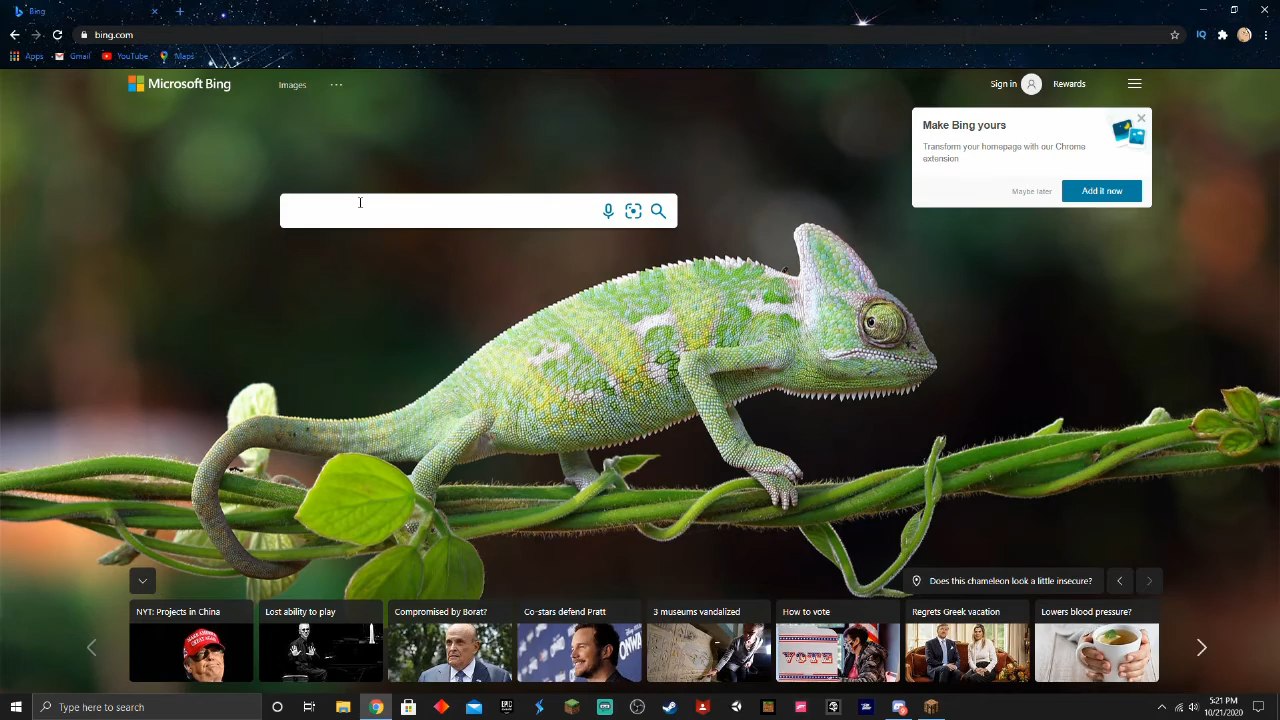 Bing
bing.com
Apps
Gmail
YouTube
Maps
Microsoft Bing
Images
Sign in
Rewards
Make Bing yours
Transform your homepage with our Chrome
extension
Maybe later
Add it now
Does this chameleon look a little insecure?
NYT: Projects in China
Lost ability to play
Compromised by Borat?
Co-stars defend Pratt
3 museums vandalized
How to vote
Regrets Greek vacation
Lowers blood pressure?
VOTE
Type here to search
5:21 PM
10/21/2020